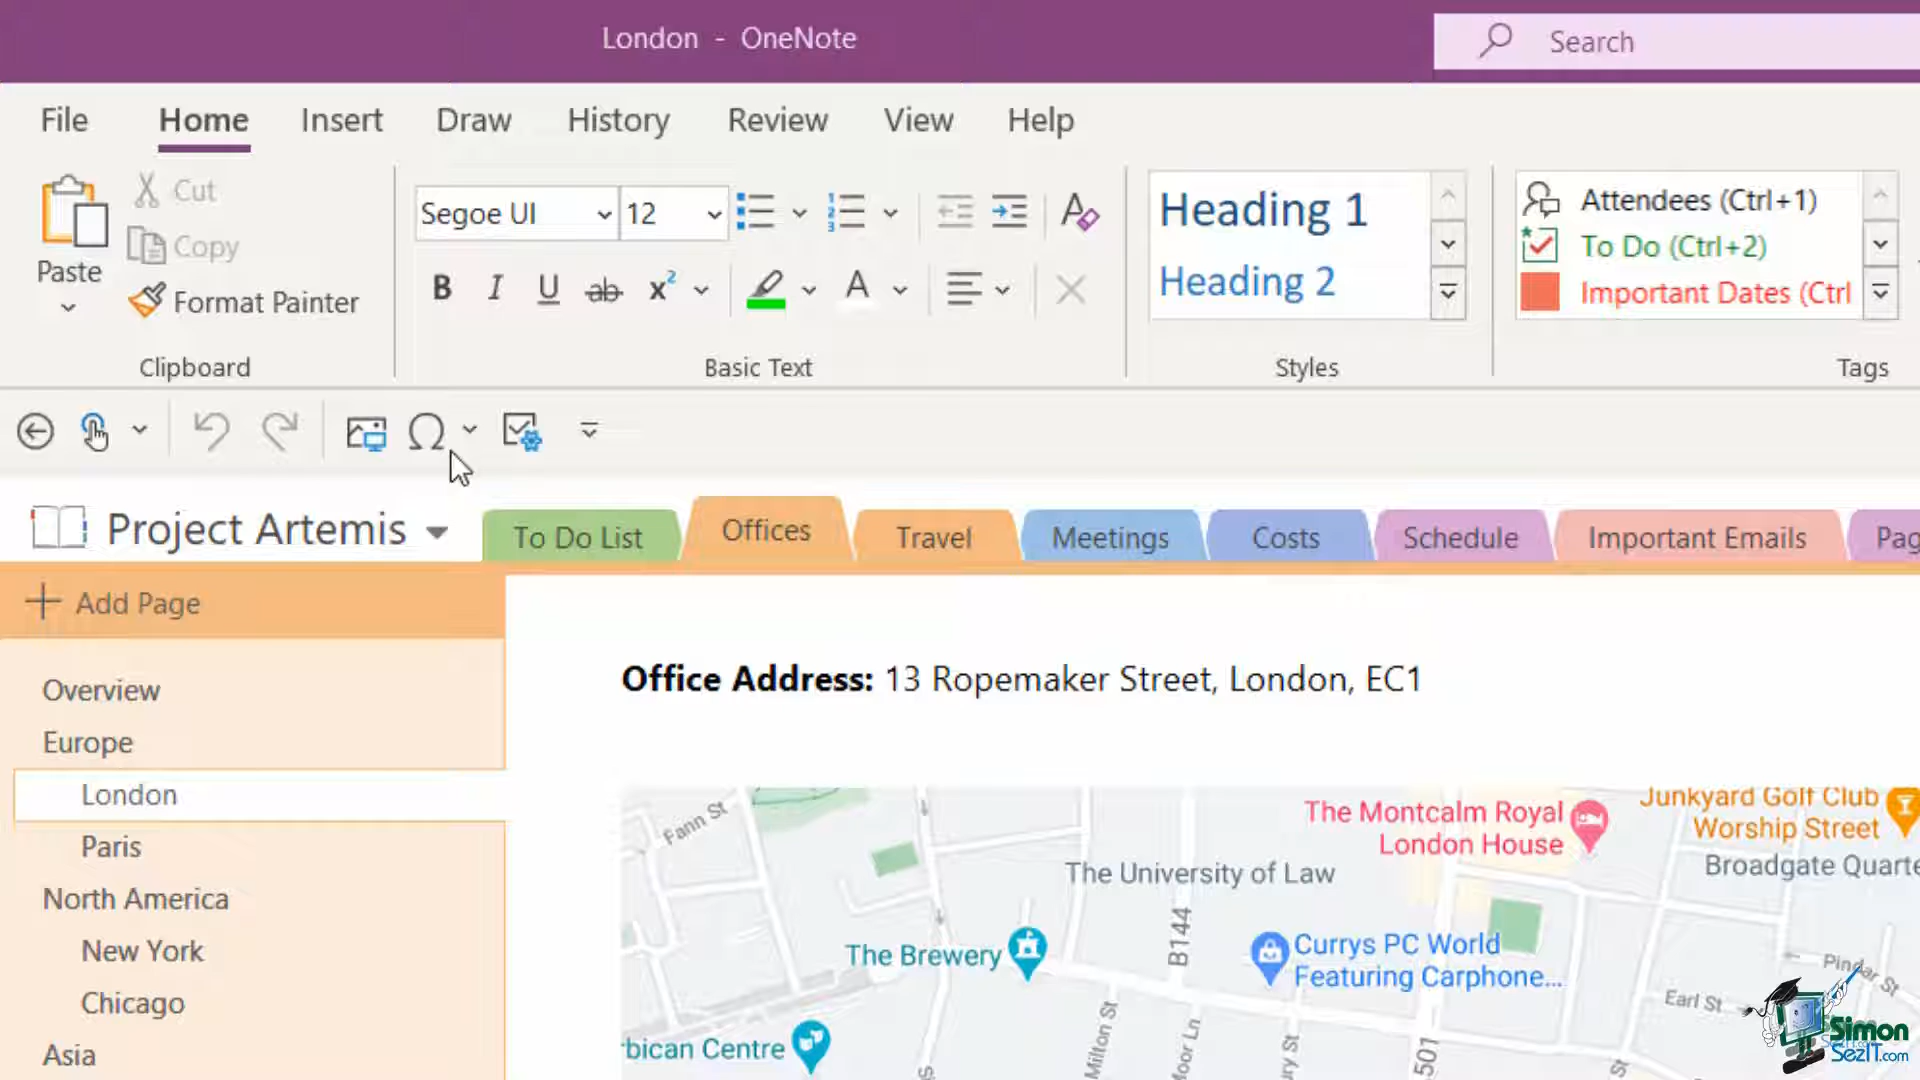 London - OneNote
Search
File Home Insert Draw History Review View Help
Paste
Cut
Copy
Format Painter
Clipboard
Segoe UI 12
B I U ab x² A
Basic Text
Heading 1
Heading 2
Styles
Attendees (Ctrl+1)
To Do (Ctrl+2)
Important Dates (Ctrl
Tags
Project Artemis
To Do List Offices Travel Meetings Costs Schedule Important Emails Pag
Add Page
Overview
Europe
London
Paris
North America
New York
Chicago
Asia
Office Address: 13 Ropemaker Street, London, EC1
Fann St
The Montcalm Royal
London House
Junkyard Golf Club
Worship Street
Broadgate Quarte
The University of Law
B144
The Brewery
Currys PC World
Featuring Carphone...
Pindar St
Earl St
rbican Centre
Milton St
Moor Ln
501
St
Simon
SezIT.com